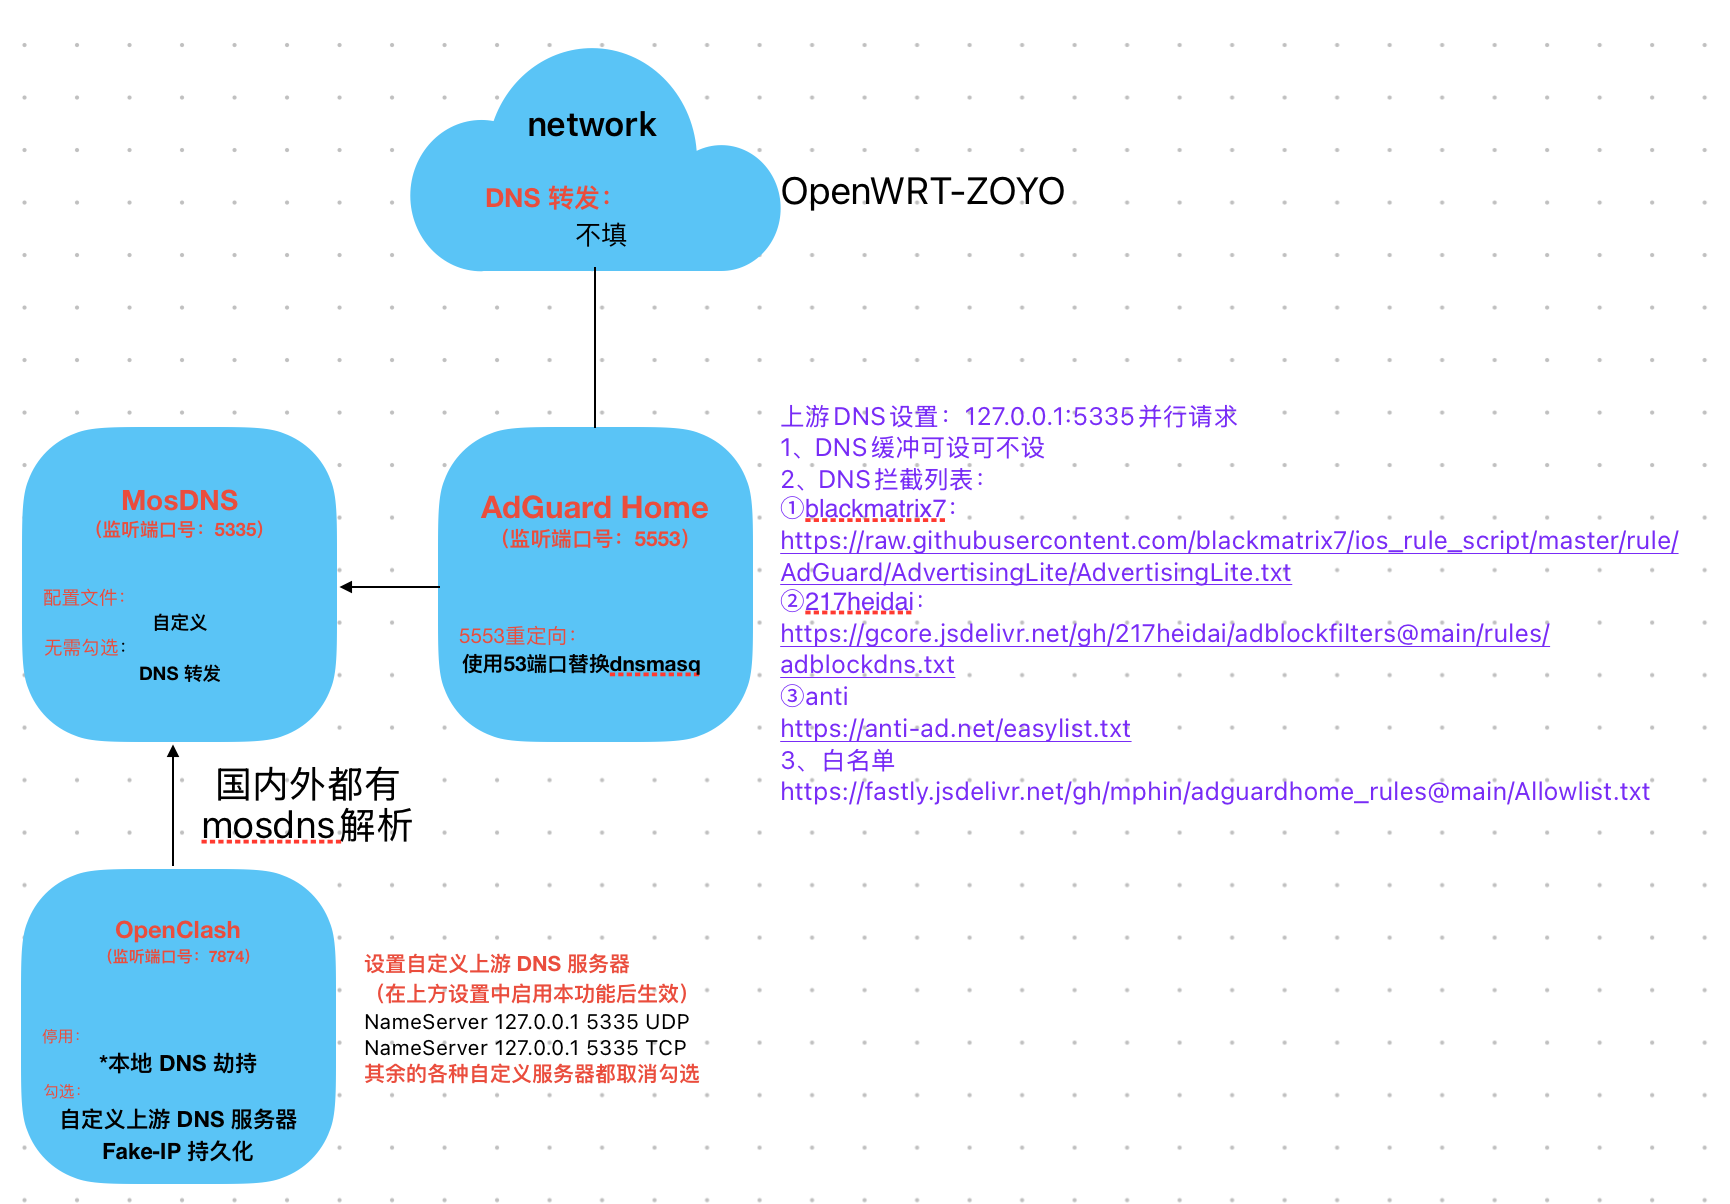 network
DNS 转发：
不填
OpenWRT-ZOYO
MosDNS
（监听端口号：5335）
配置文件：
自定义
无需勾选：
DNS 转发
AdGuard Home
（监听端口号：5553）
5553重定向：
使用53端口替换dnsmasq
上游DNS设置：127.0.0.1:5335并行请求
1、DNS缓冲可设可不设
2、DNS拦截列表：
①blackmatrix7：
https://raw.githubusercontent.com/blackmatrix7/ios_rule_script/master/rule/
AdGuard/AdvertisingLite/AdvertisingLite.txt
②217heidai：
https://gcore.jsdelivr.net/gh/217heidai/adblockfilters@main/rules/
adblockdns.txt
③anti
https://anti-ad.net/easylist.txt
3、白名单
https://fastly.jsdelivr.net/gh/mphin/adguardhome_rules@main/Allowlist.txt
国内外都有
mosdns解析
OpenClash
（监听端口号：7874）
停用：
*本地 DNS 劫持
勾选：
自定义上游 DNS 服务器
Fake-IP 持久化
设置自定义上游 DNS 服务器
（在上方设置中启用本功能后生效）
NameServer 127.0.0.1 5335 UDP
NameServer 127.0.0.1 5335 TCP
其余的各种自定义服务器都取消勾选